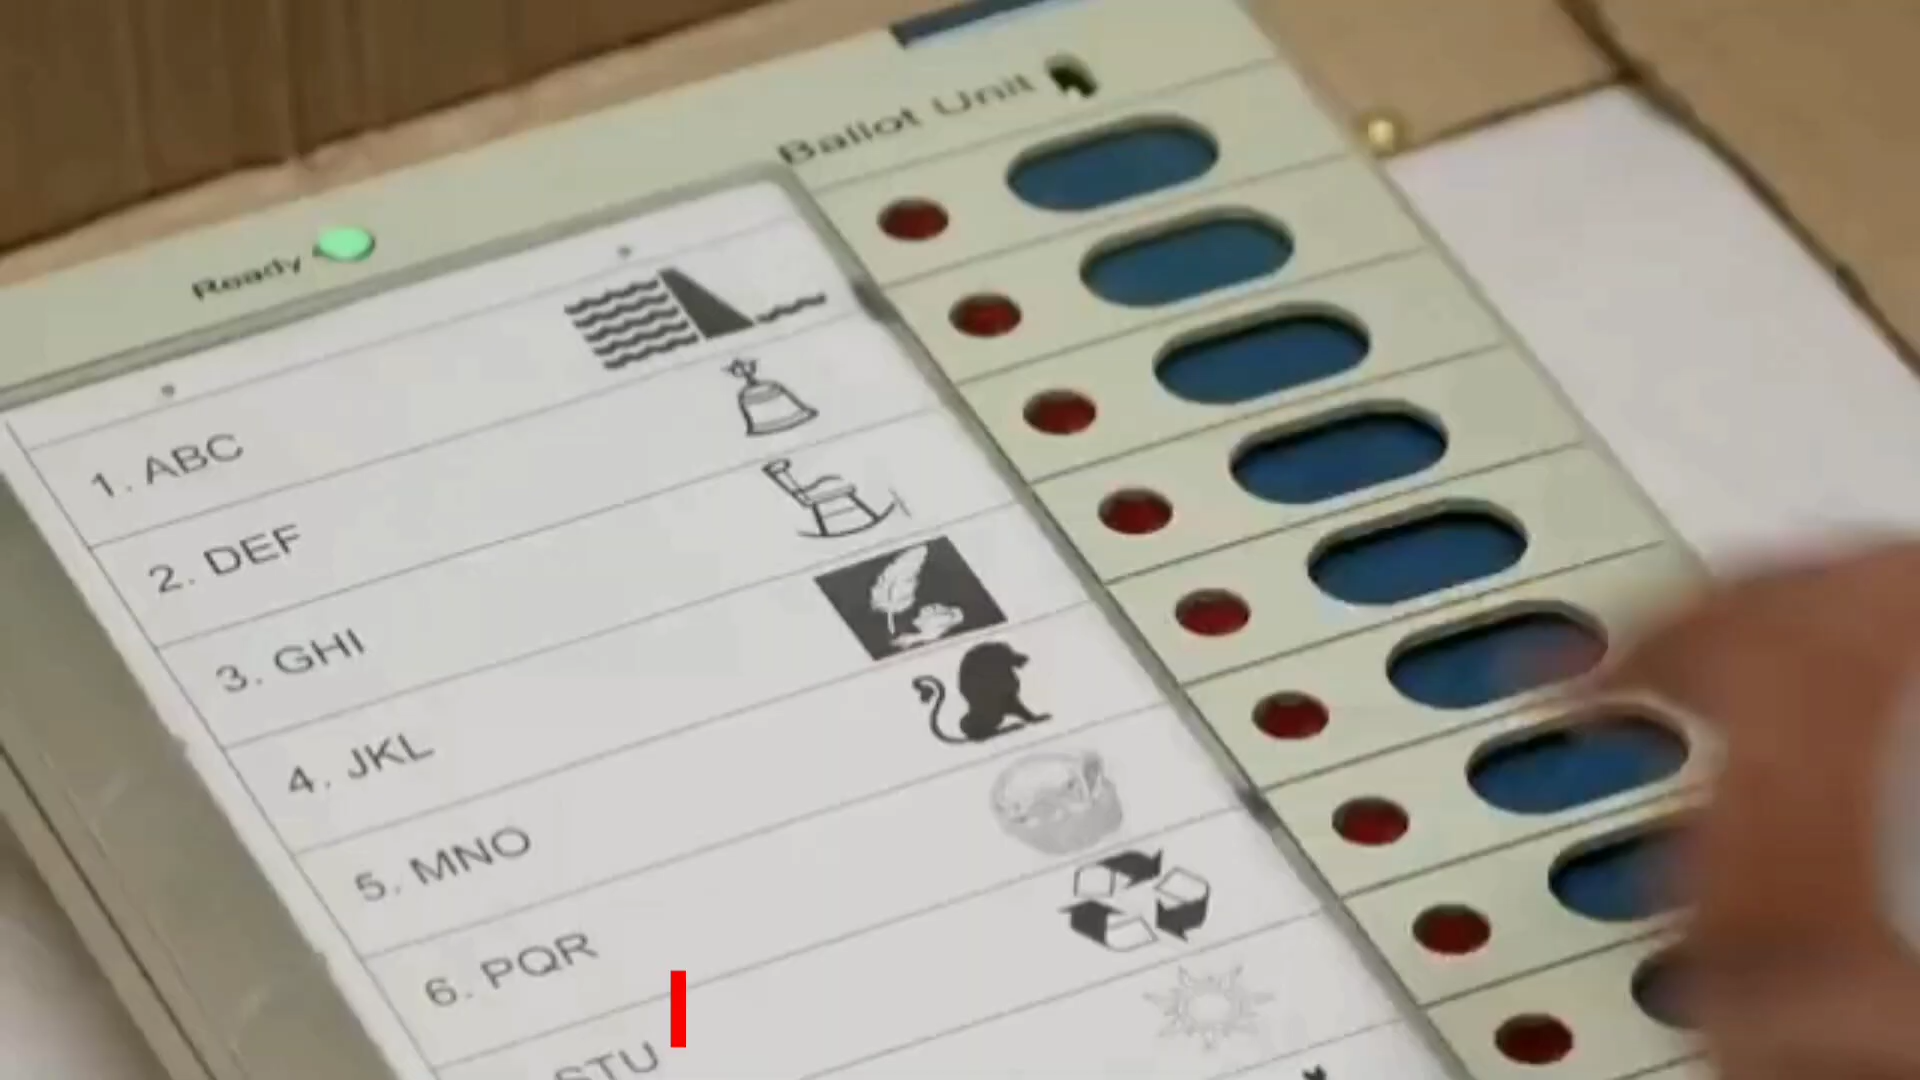 Ballot Unit
Ready
1. ABC
2. DEF
3. GHI
4. JKL
5. MNO
6. PQR
STU